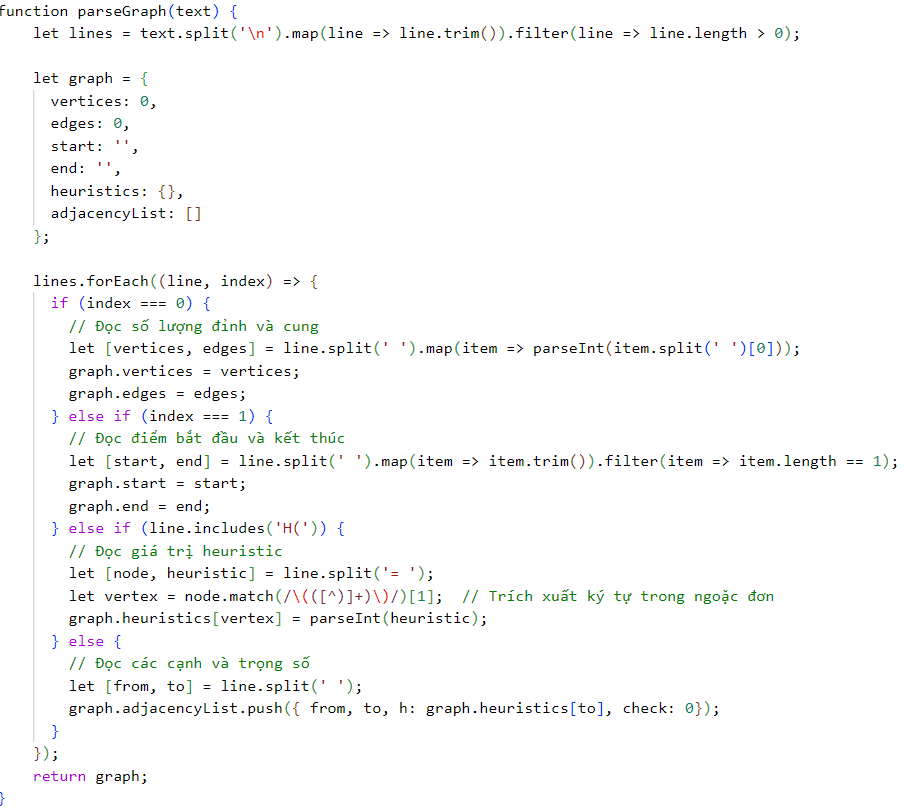 function parseGraph(text) {
let lines = text.split('\n').map(line => line.trim()).filter(line => line.length > 0);
let graph = {
vertices: 0,
edges: 0,
start: '',
end: '',
heuristics: {},
adjacencyList: []
};
lines.forEach((line, index) => {
if (index === 0) {
// Đọc số lượng đỉnh và cung
let [vertices, edges] = line.split(' ').map(item => parseInt(item.split(' ')[0]));
graph.vertices = vertices;
graph.edges = edges;
} else if (index === 1) {
// Đọc điểm bắt đầu và kết thúc
let [start, end] = line.split(' ').map(item => item.trim()).filter(item => item.length == 1);
graph.start = start;
graph.end = end;
} else if (line.includes('H(')) {
// Đọc giá trị heuristic
let [node, heuristic] = line.split('= ');
let vertex = node.match(/\(([^)]+)\)/)[1];  // Trích xuất ký tự trong ngoặc đơn
graph.heuristics[vertex] = parseInt(heuristic);
} else {
// Đọc các cạnh và trọng số
let [from, to] = line.split(' ');
graph.adjacencyList.push({ from, to, h: graph.heuristics[to], check: 0});
}
});
return graph;
}